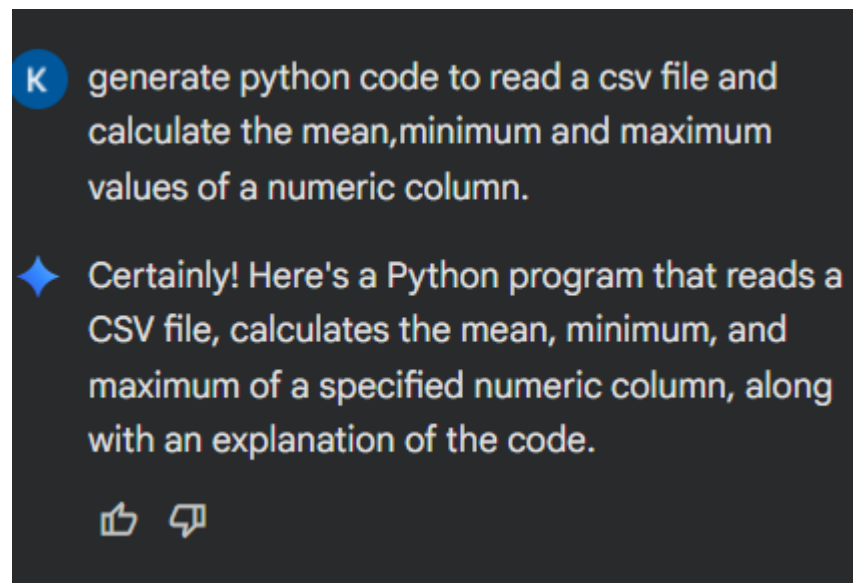 K
generate python code to read a csv file and
calculate the mean,minimum and maximum
values of a numeric column.
Certainly! Here's a Python program that reads a
CSV file, calculates the mean, minimum, and
maximum of a specified numeric column, along
with an explanation of the code.